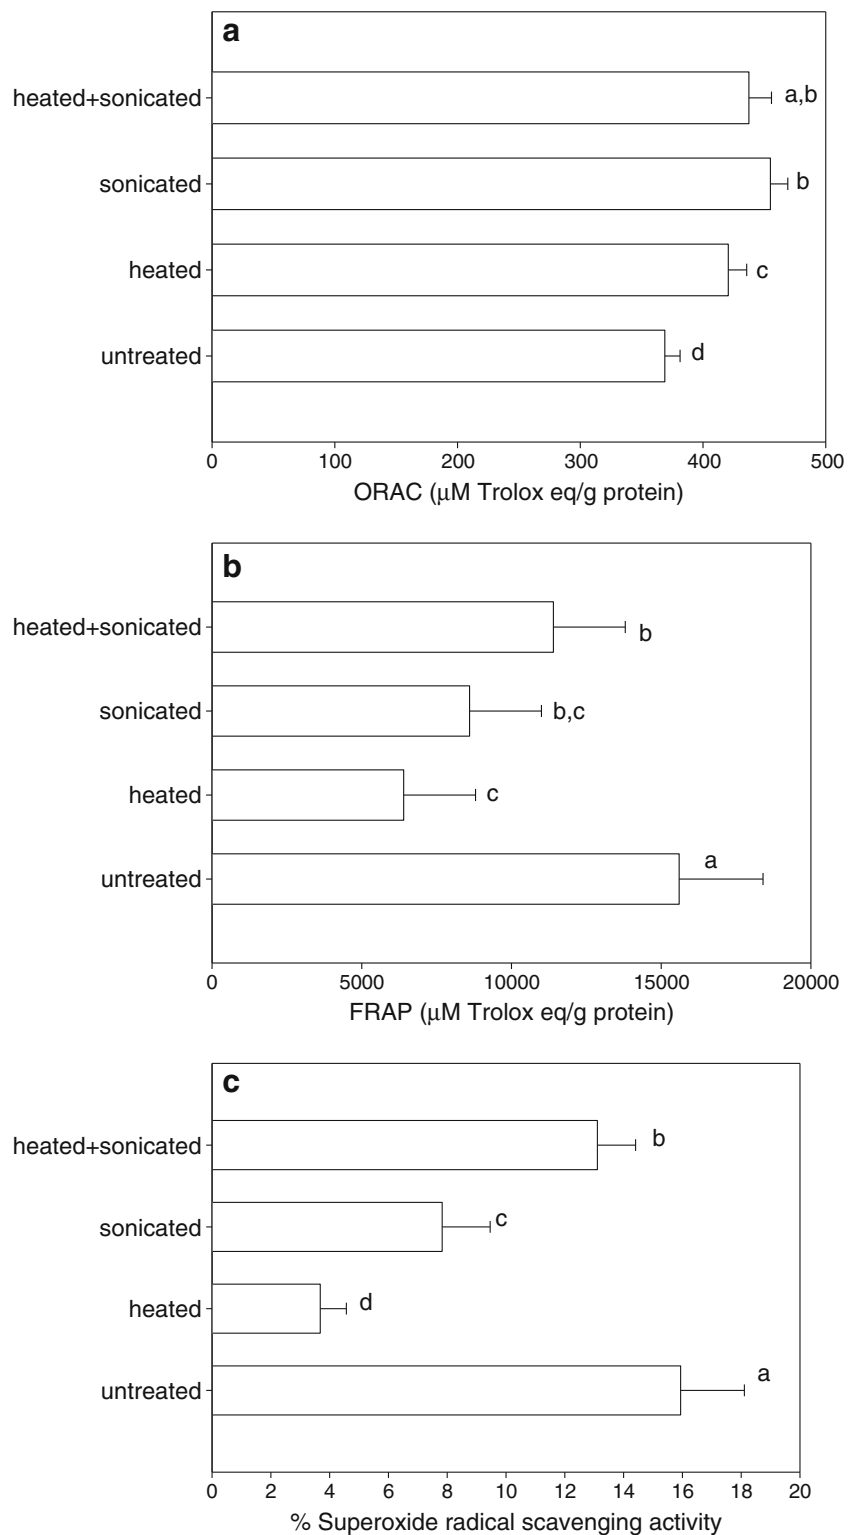 a
heated+sonicated
a,b
sonicated
b
heated
c
untreated
d
0 100 200 300 400 500
ORAC (μM Trolox eq/g protein)
b
heated+sonicated
b
sonicated
b,c
heated
c
untreated
a
0 5000 10000 15000 20000
FRAP (μM Trolox eq/g protein)
c
heated+sonicated
b
sonicated
c
heated
d
untreated
a
0 2 4 6 8 10 12 14 16 18 20
% Superoxide radical scavenging activity